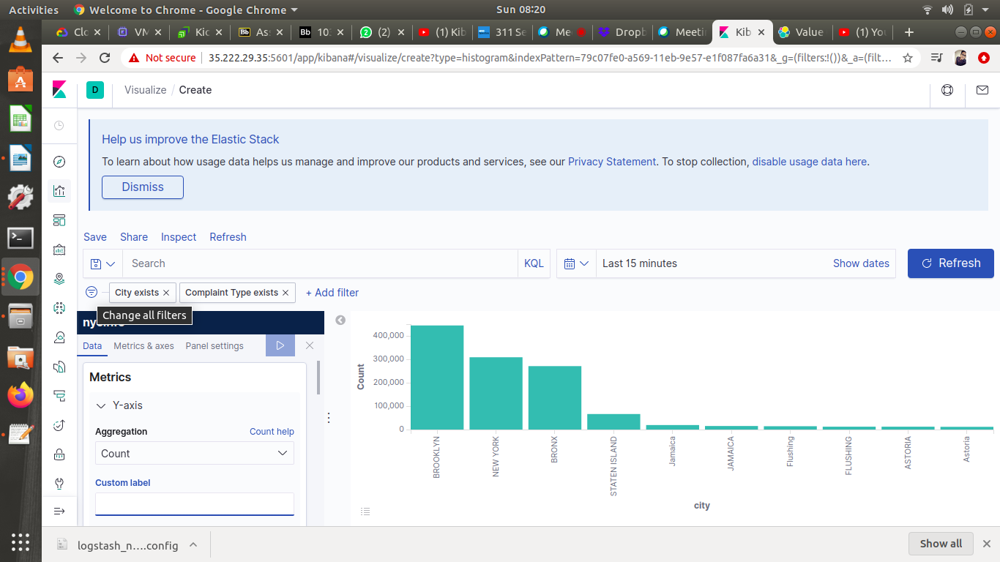 Activities
Welcome to Chrome - Google Chrome
Sun 08:20
Clo
VM
Kic
Bb
As
Bb
103
(2)
(1) Kib
311 Se
Me
Dropb
Meeti
Kib
Value
(1) You
Not secure
35.222.29.35:5601/app/kibana#/visualize/create?type=histogram&indexPattern=79c07fe0-a569-11eb-9e57-e1f087fa6a31&_g=(filters:!())&_a=(filt...
D
Visualize / Create
Help us improve the Elastic Stack
To learn about how usage data helps us manage and improve our products and services, see our Privacy Statement. To stop collection, disable usage data here.
Dismiss
Save
Share
Inspect
Refresh
Search
KQL
Last 15 minutes
Show dates
Refresh
City exists
Complaint Type exists
+ Add filter
Change all filters
Data
Metrics & axes
Panel settings
Metrics
Y-axis
Aggregation
Count help
Count
Custom label
Count
400,000
300,000
200,000
100,000
0
BROOKLYN
NEW YORK
BRONX
STATEN ISLAND
Jamaica
JAMAICA
Flushing
FLUSHING
ASTORIA
Astoria
city
logstash_n....config
Show all